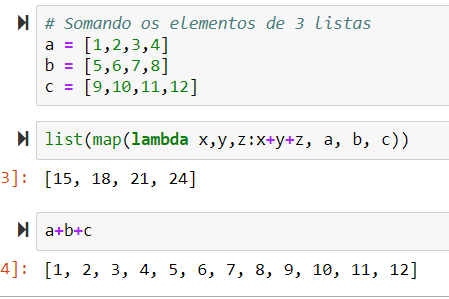 # Somando os elementos de 3 listas
a = [1,2,3,4]
b = [5,6,7,8]
c = [9,10,11,12]
list(map(lambda x,y,z:x+y+z, a, b, c))
3]: [15, 18, 21, 24]
a+b+c
4]: [1, 2, 3, 4, 5, 6, 7, 8, 9, 10, 11, 12]